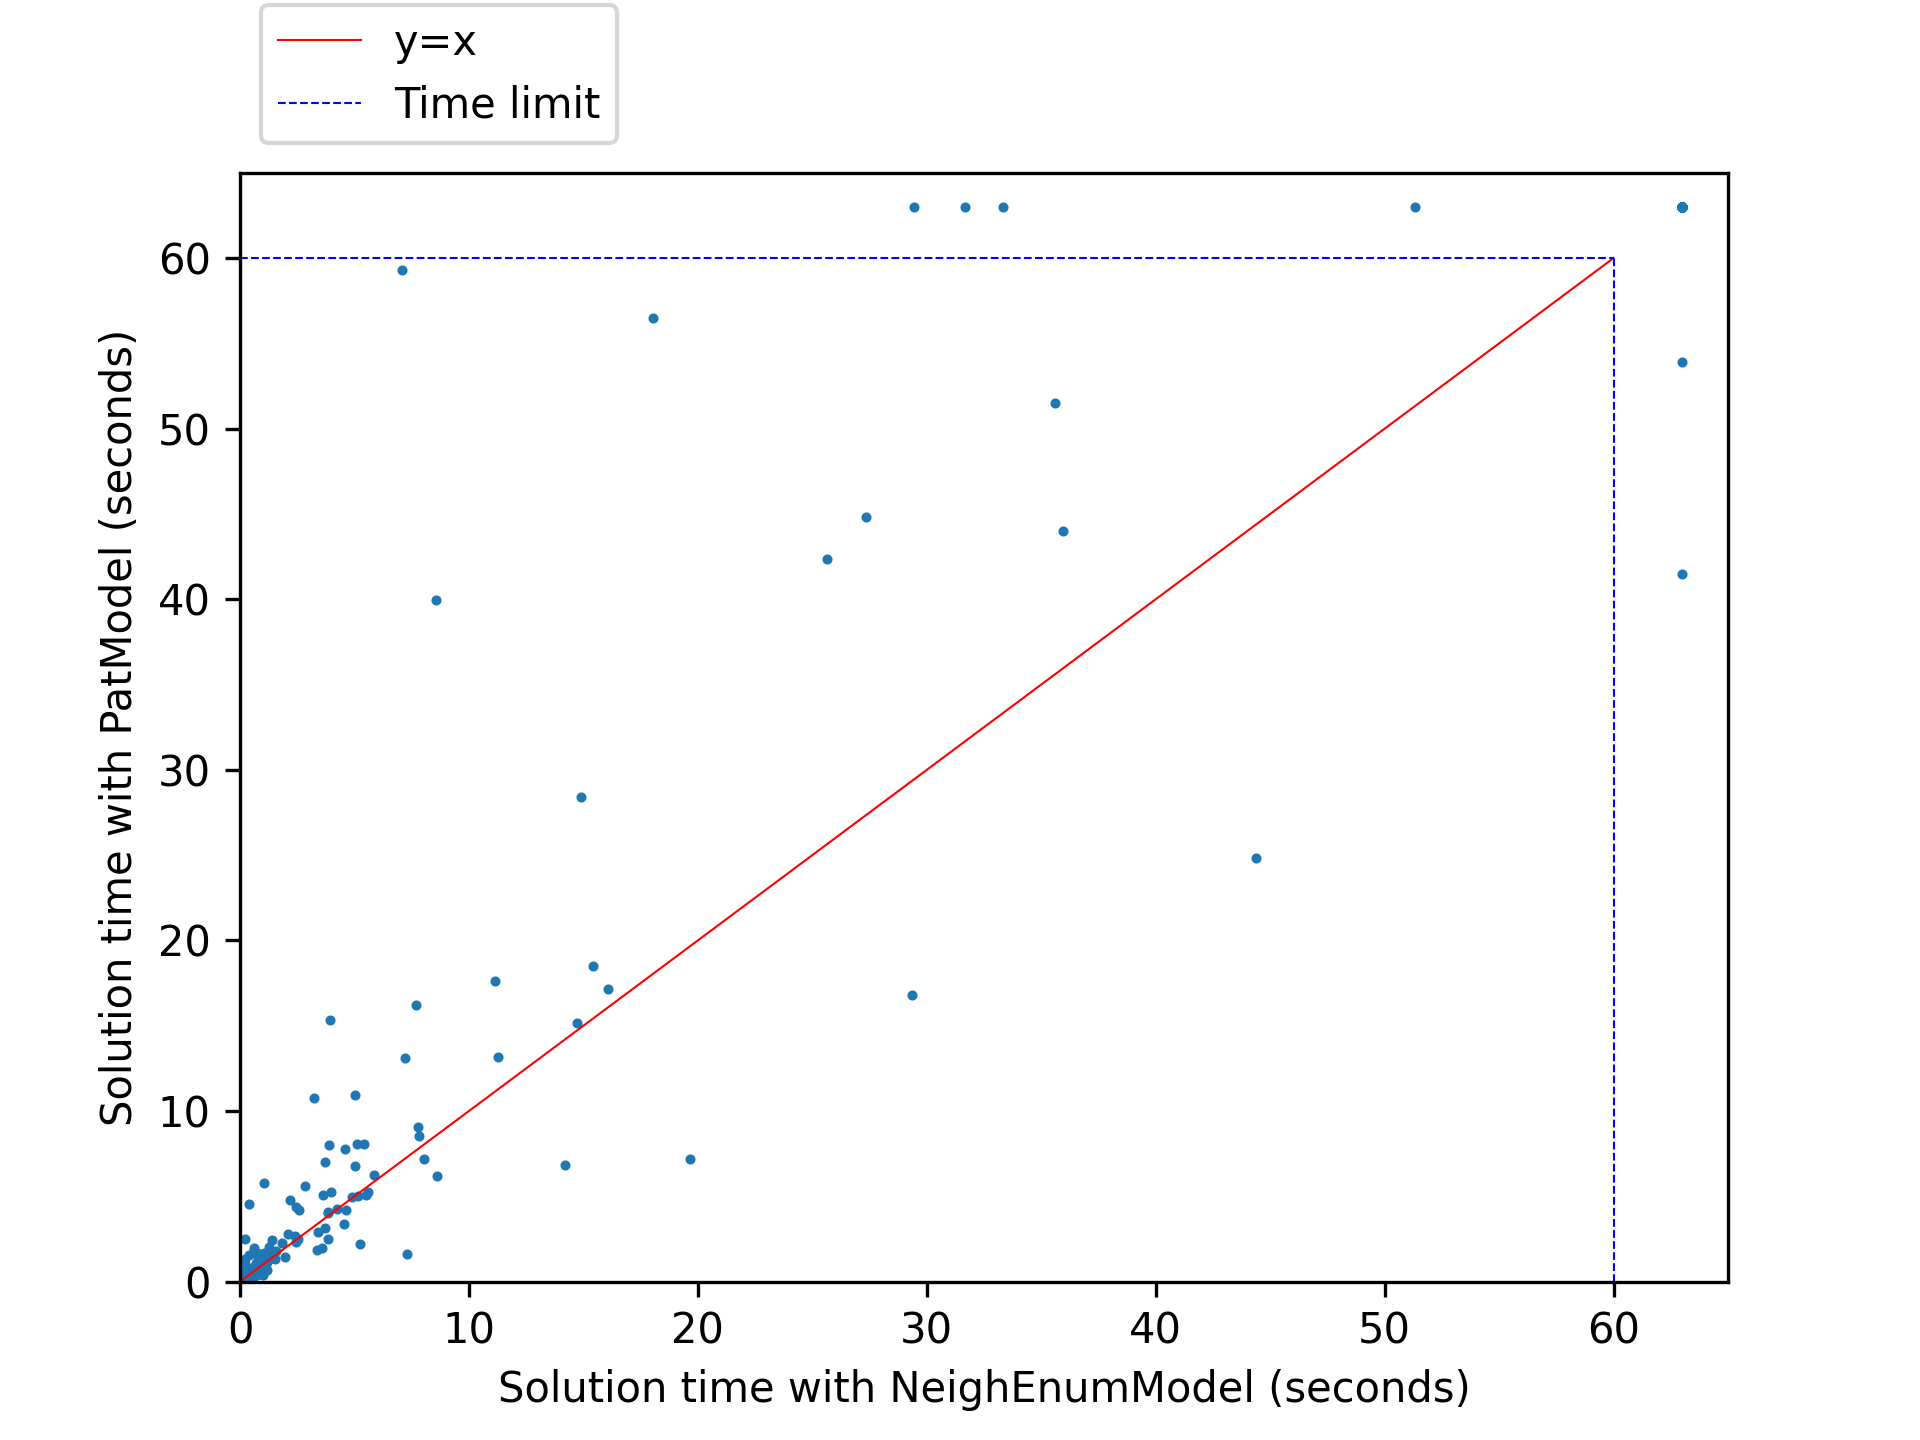 y=x
Time limit
Solution time with PatModel (seconds)
60
50
40
30
20
10
0
0 10 20 30 40 50 60
Solution time with NeighEnumModel (seconds)